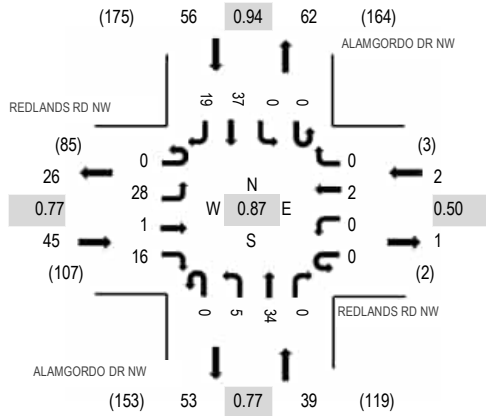 (175) 56 0.94 62 (164)
ALAMGORDO DR NW
REDLANDS RD NW
19 37 0 0
(85) 0 0 (3)
26 28 N 2 2
0.77 W 0.87 E 0.50
45 1 S 0 1
(107) 16 0 (2)
0 5 34 0
REDLANDS RD NW
ALAMGORDO DR NW
(153) 53 0.77 39 (119)